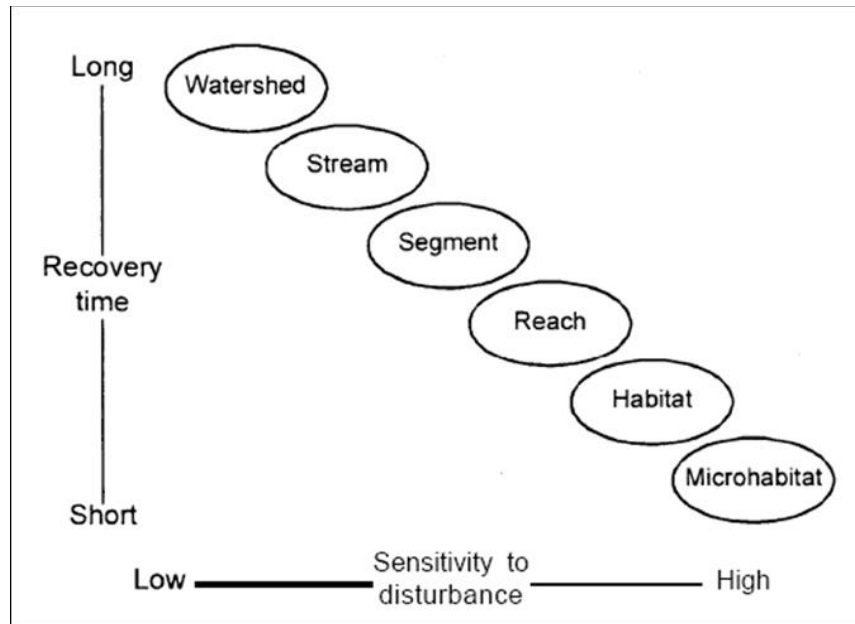 Long
Watershed
Stream
Segment
Recovery
time
Reach
Habitat
Microhabitat
Short
Low
Sensitivity to
disturbance
High